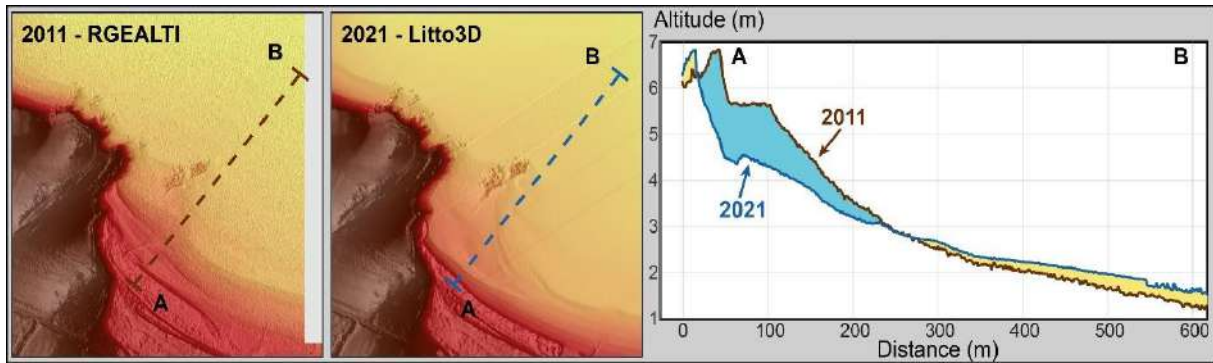 2011 - RGEALTI
B
A
2021 - Litto3D
B
A
Altitude (m)
7
6
5
4
3
2
1
A
B
2011
2021
0
100
200
300
400
500
600
Distance (m)